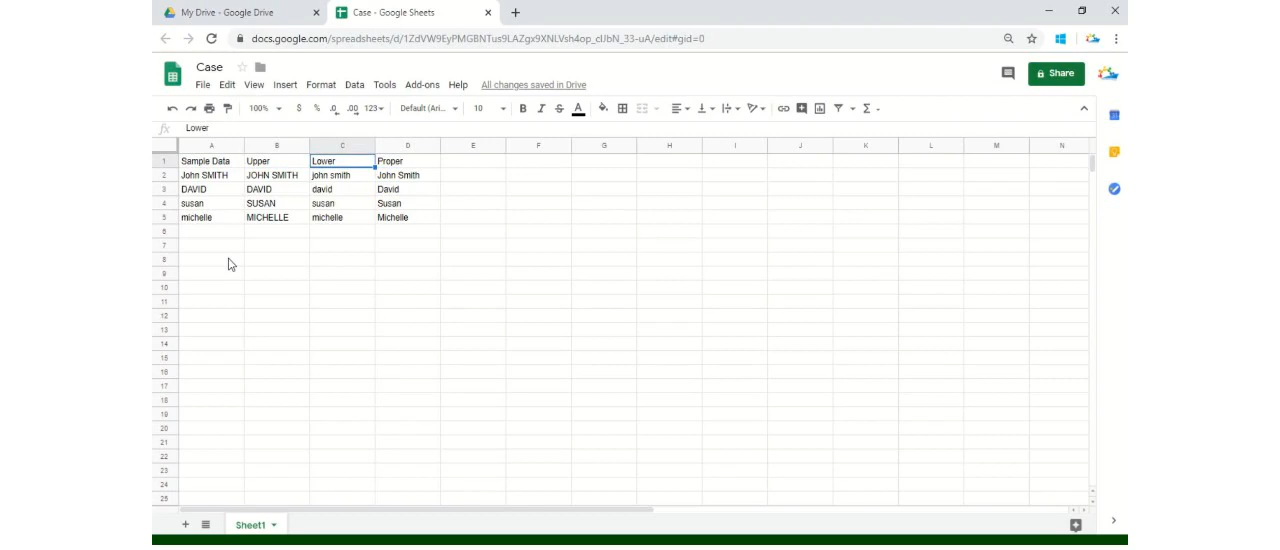 My Drive - Google Drive × Case - Google Sheets × +
docs.google.com/spreadsheets/d/1ZdVW9EyPMGBNTus9LAZgx9XNLVsh4op_cUbN_33-uA/edit#gid=0
Case
File Edit View Insert Format Data Tools Add-ons Help All changes saved in Drive
Share
100% $ % .0 .00 123 Default (Ari... 10 B I S A
fx Lower
A B C D E F G H I J K L M N
1 Sample Data Upper Lower Proper
2 John SMITH JOHN SMITH john smith John Smith
3 DAVID DAVID david David
4 susan SUSAN susan Susan
5 michelle MICHELLE michelle Michelle
6
7
8
9
10
11
12
13
14
15
16
17
18
19
20
21
22
23
24
25
+ Sheet1